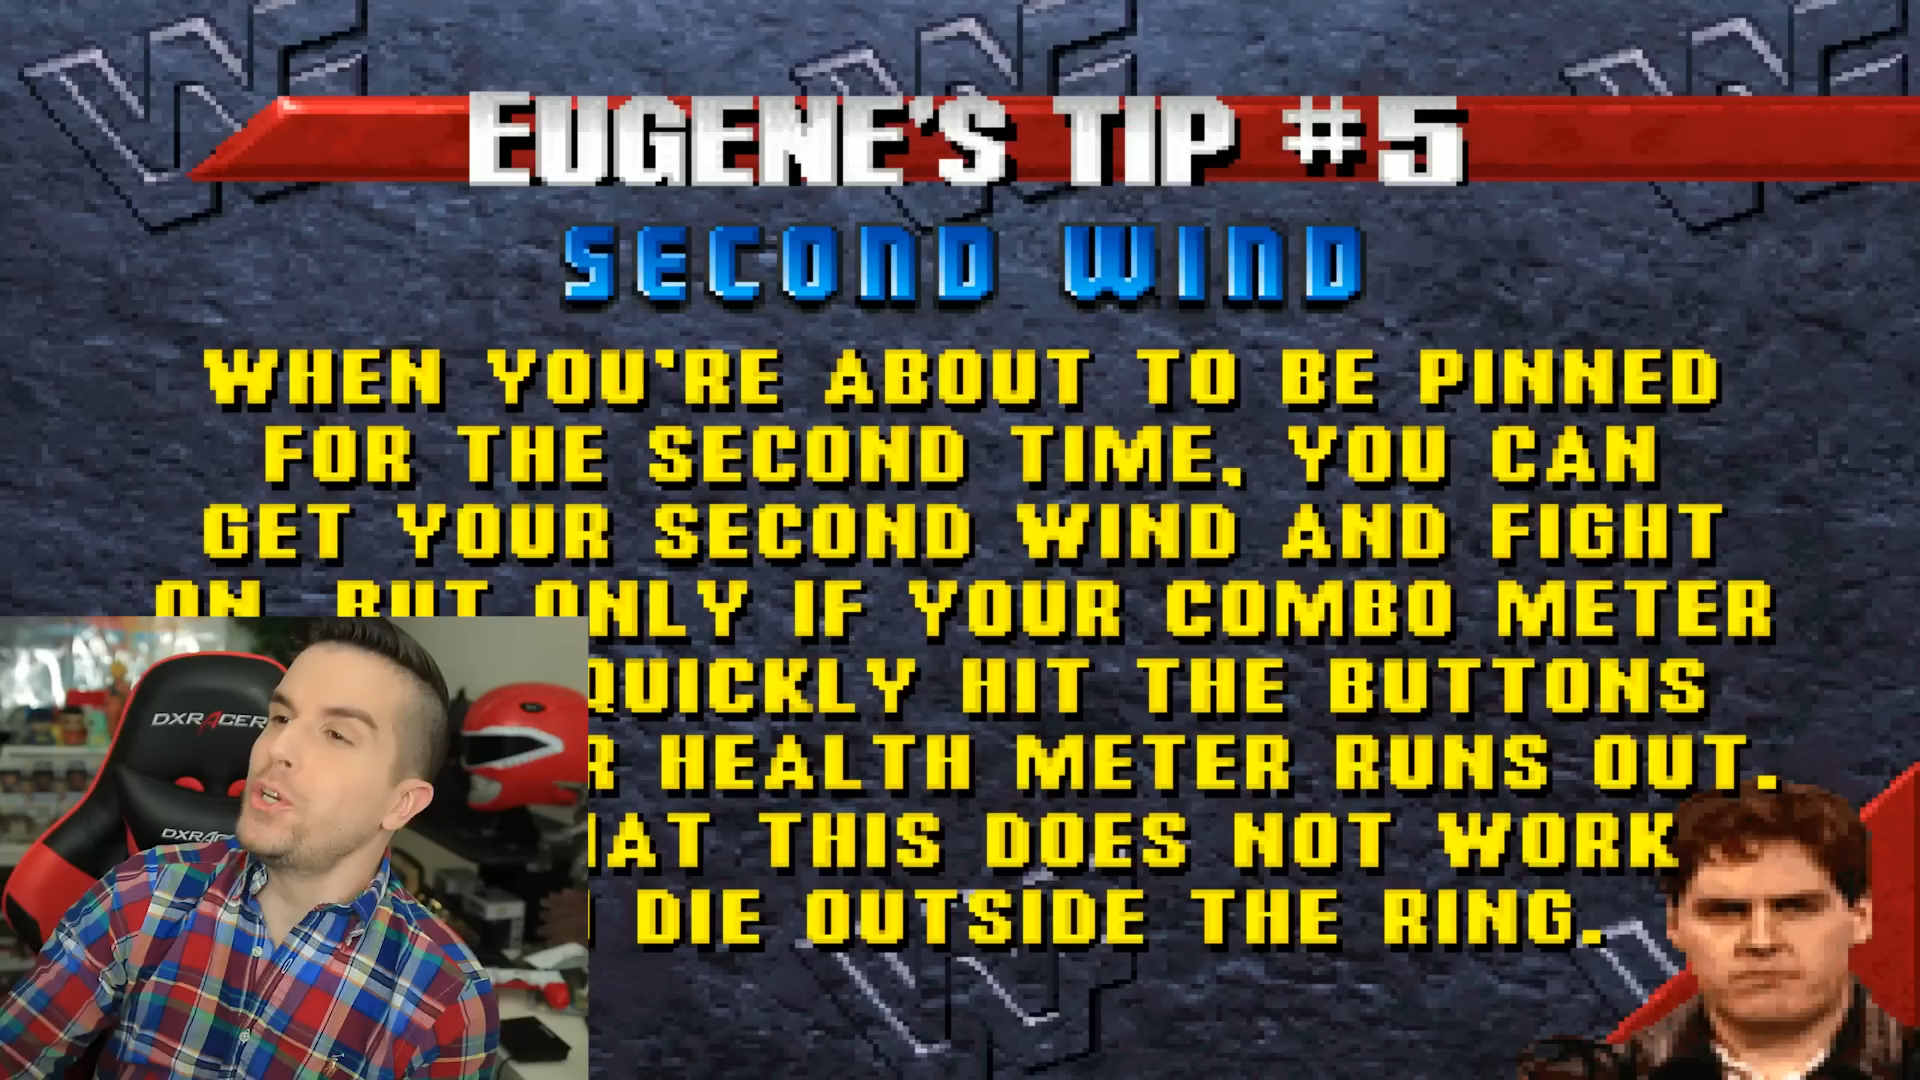 EUGENE'S TIP #5
SECOND WIND
WHEN YOU'RE ABOUT TO BE PINNED
FOR THE SECOND TIME, YOU CAN
GET YOUR SECOND WIND AND FIGHT
ON, BUT ONLY IF YOUR COMBO METER
QUICKLY HIT THE BUTTONS
HEALTH METER RUNS OUT.
THIS DOES NOT WORK
DIE OUTSIDE THE RING.
DXRACER